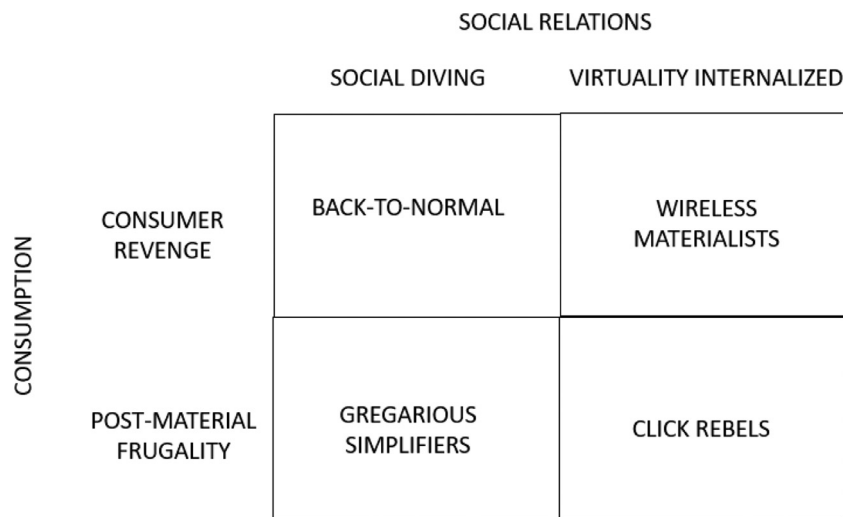 SOCIAL RELATIONS
SOCIAL DIVING
VIRTUALITY INTERNALIZED
CONSUMPTION
CONSUMER
REVENGE
BACK-TO-NORMAL
WIRELESS
MATERIALISTS
POST-MATERIAL
FRUGALITY
GREGARIOUS
SIMPLIFIERS
CLICK REBELS